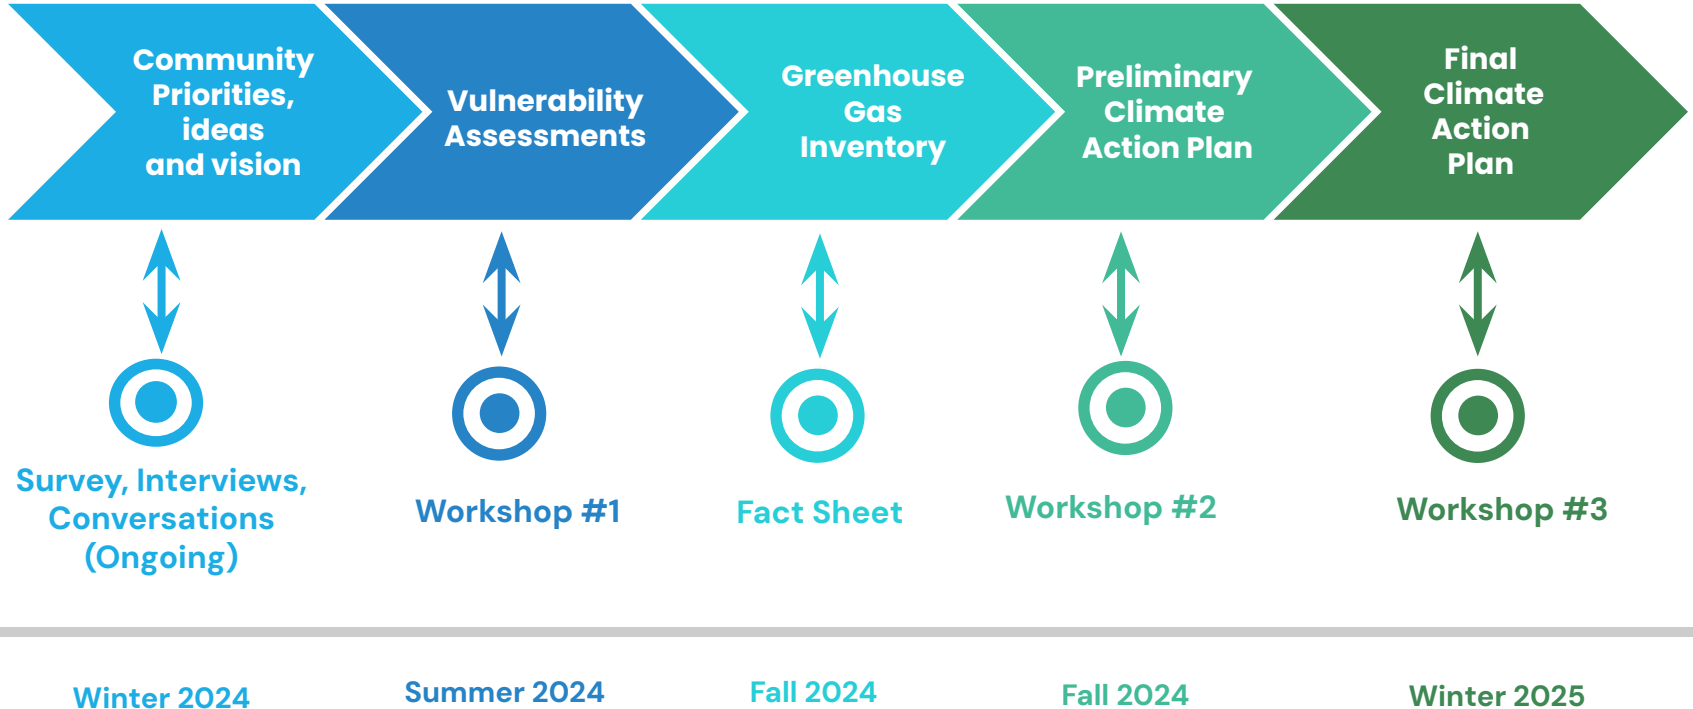 Community
Priorities,
ideas
and vision
Vulnerability
Assessments
Greenhouse
Gas
Inventory
Preliminary
Climate
Action Plan
Final
Climate
Action
Plan
Survey, Interviews,
Conversations
(Ongoing)
Workshop #1
Fact Sheet
Workshop #2
Workshop #3
Winter 2024
Summer 2024
Fall 2024
Fall 2024
Winter 2025